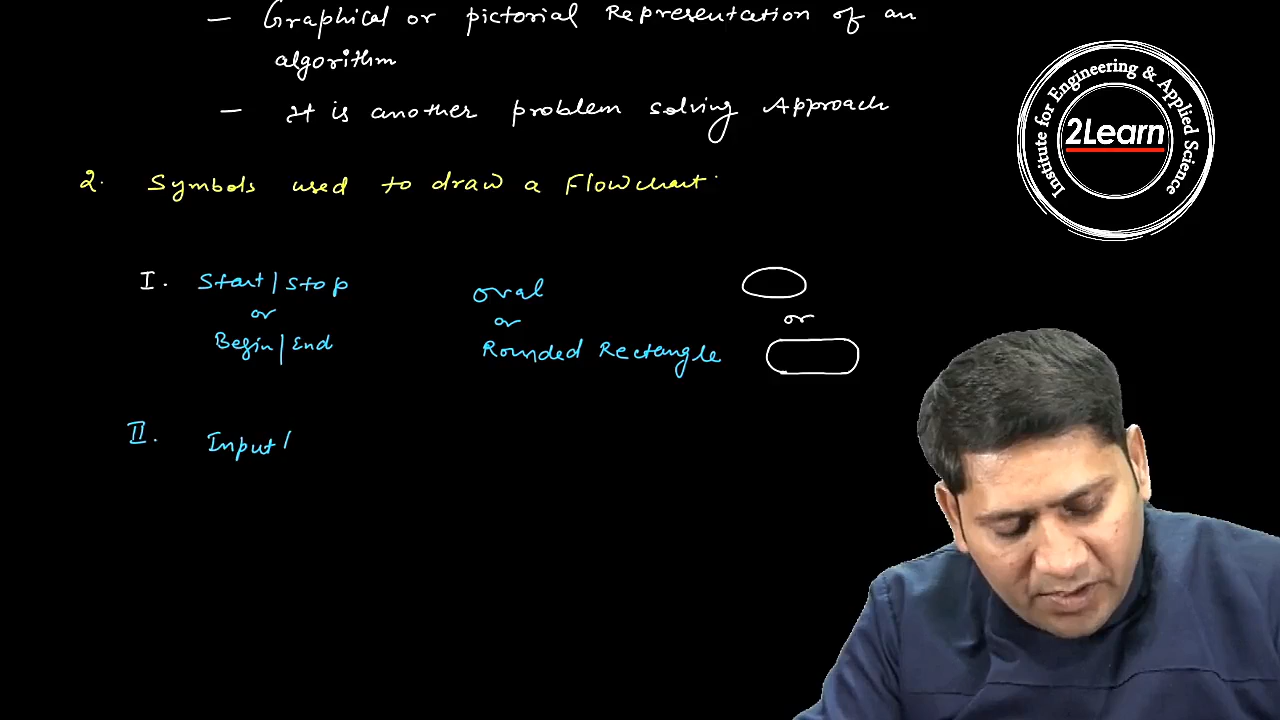 – Graphical or pictorial Representation of an
algorithm
– It is another problem solving Approach
2. Symbols used to draw a Flowchart
I. Start/Stop oval
or or or
Begin/End Rounded Rectangle
II. Input/
Institute for Engineering & Applied Science
2Learn